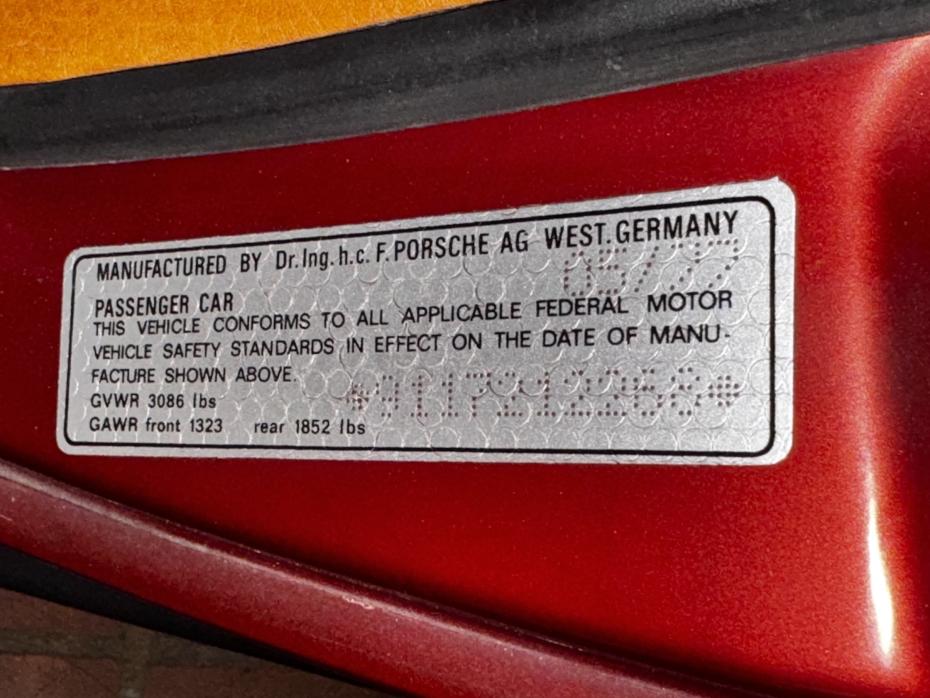 MANUFACTURED BY Dr.Ing.h.c.F.PORSCHE AG WEST.GERMANY
05/77
PASSENGER CAR
THIS VEHICLE CONFORMS TO ALL APPLICABLE FEDERAL MOTOR
VEHICLE SAFETY STANDARDS IN EFFECT ON THE DATE OF MANU-
FACTURE SHOWN ABOVE.
GVWR 3086 lbs
GAWR front 1323 rear 1852 lbs